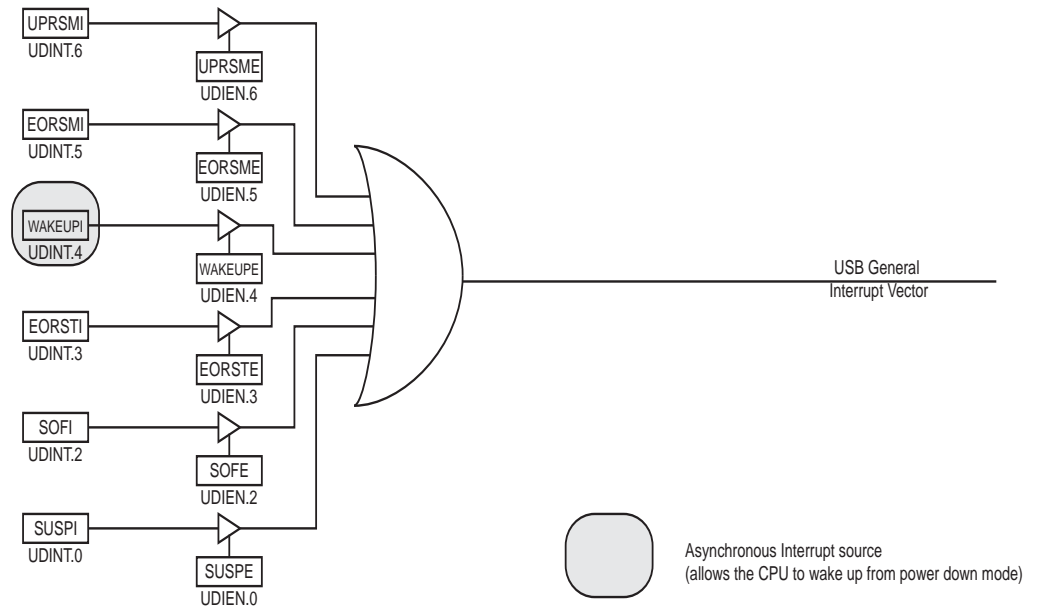 UPRSMI
UDINT.6
UPRSME
UDIEN.6
EORSMI
UDINT.5
EORSME
UDIEN.5
WAKEUPI
UDINT.4
WAKEUPE
UDIEN.4
EORSTI
UDINT.3
EORSTE
UDIEN.3
SOFI
UDINT.2
SOFE
UDIEN.2
SUSPI
UDINT.0
SUSPE
UDIEN.0
USB General
Interrupt Vector
Asynchronous Interrupt source
(allows the CPU to wake up from power down mode)